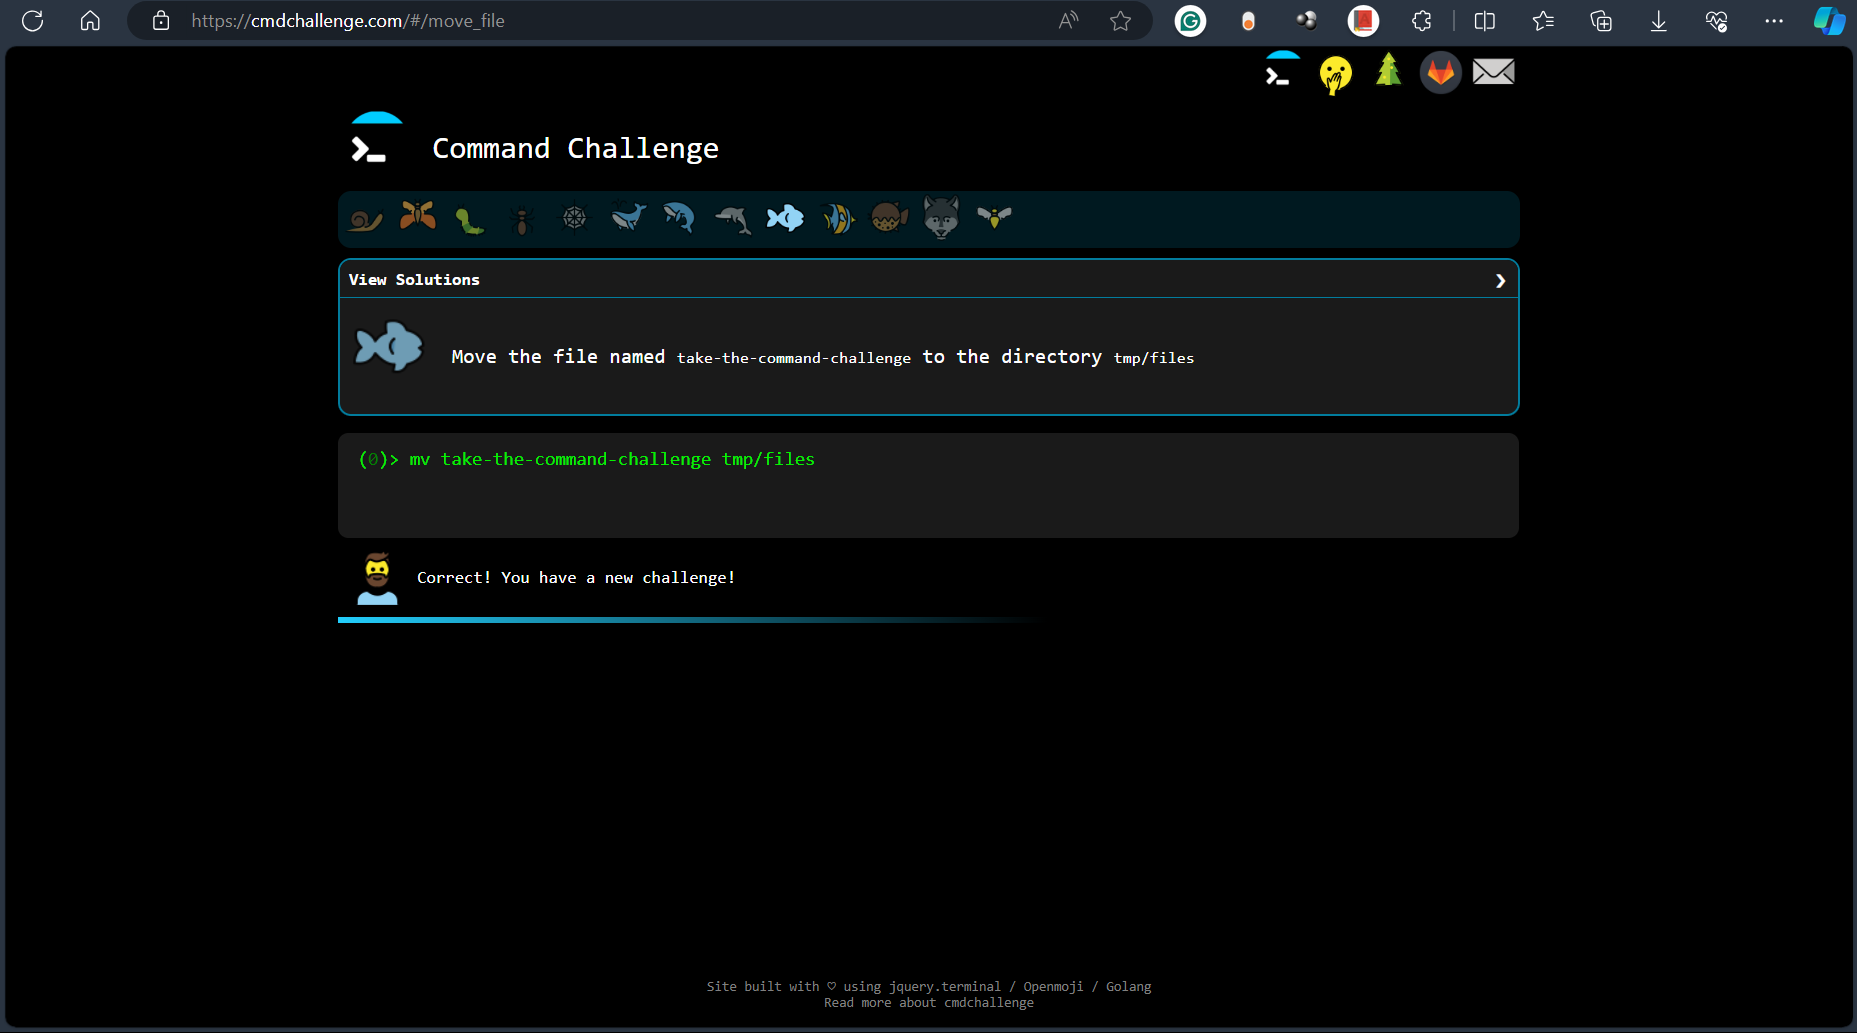 https://cmdchallenge.com/#/move_file
Command Challenge
View Solutions
Move the file named take-the-command-challenge to the directory tmp/files
(0)> mv take-the-command-challenge tmp/files
Correct! You have a new challenge!
Site built with ♡ using jquery.terminal / Openmoji / Golang
Read more about cmdchallenge